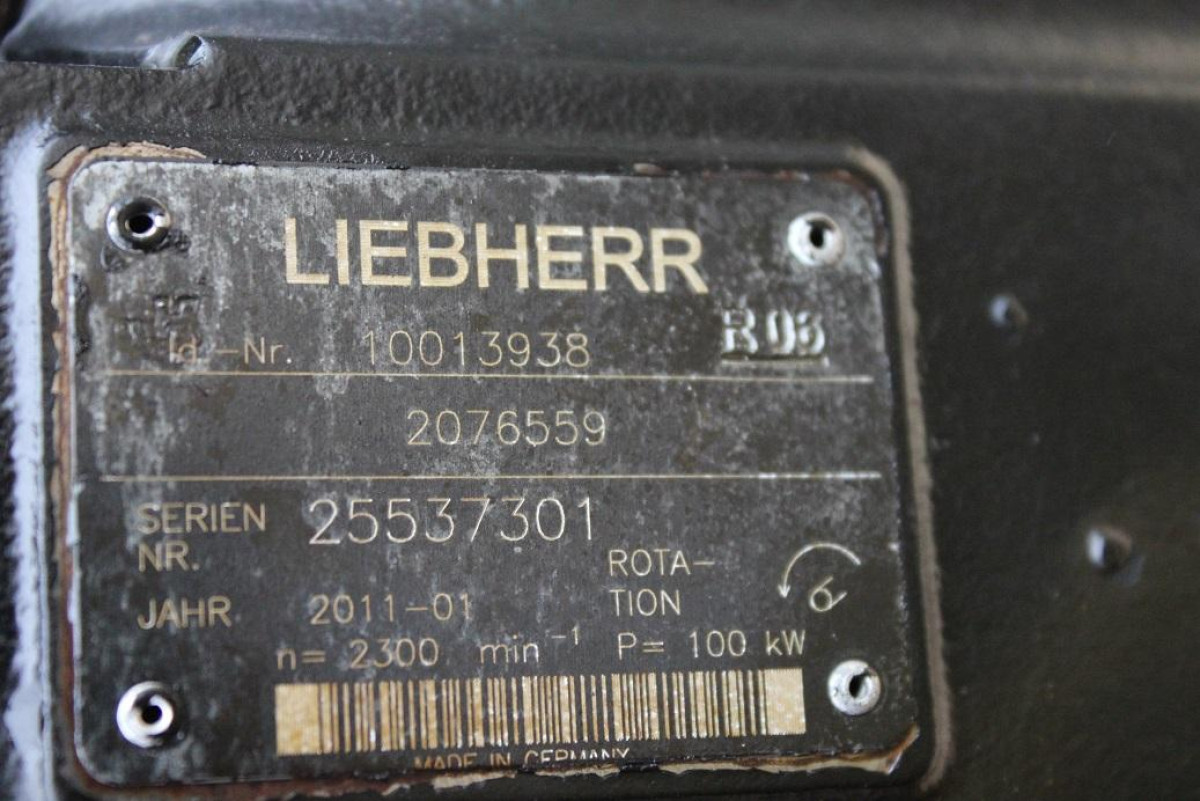 LIEBHERR
Id.-Nr. 10013938
2076559
SERIEN NR. 25537301
ROTA-
TION
JAHR 2011-01
n= 2300 min⁻¹ P= 100 kW
MADE IN GERMANY